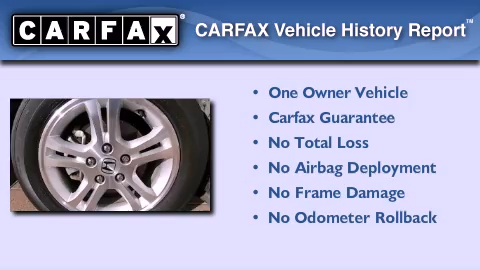 CARFAX® CARFAX Vehicle History Report™
• One Owner Vehicle
• Carfax Guarantee
• No Total Loss
• No Airbag Deployment
• No Frame Damage
• No Odometer Rollback